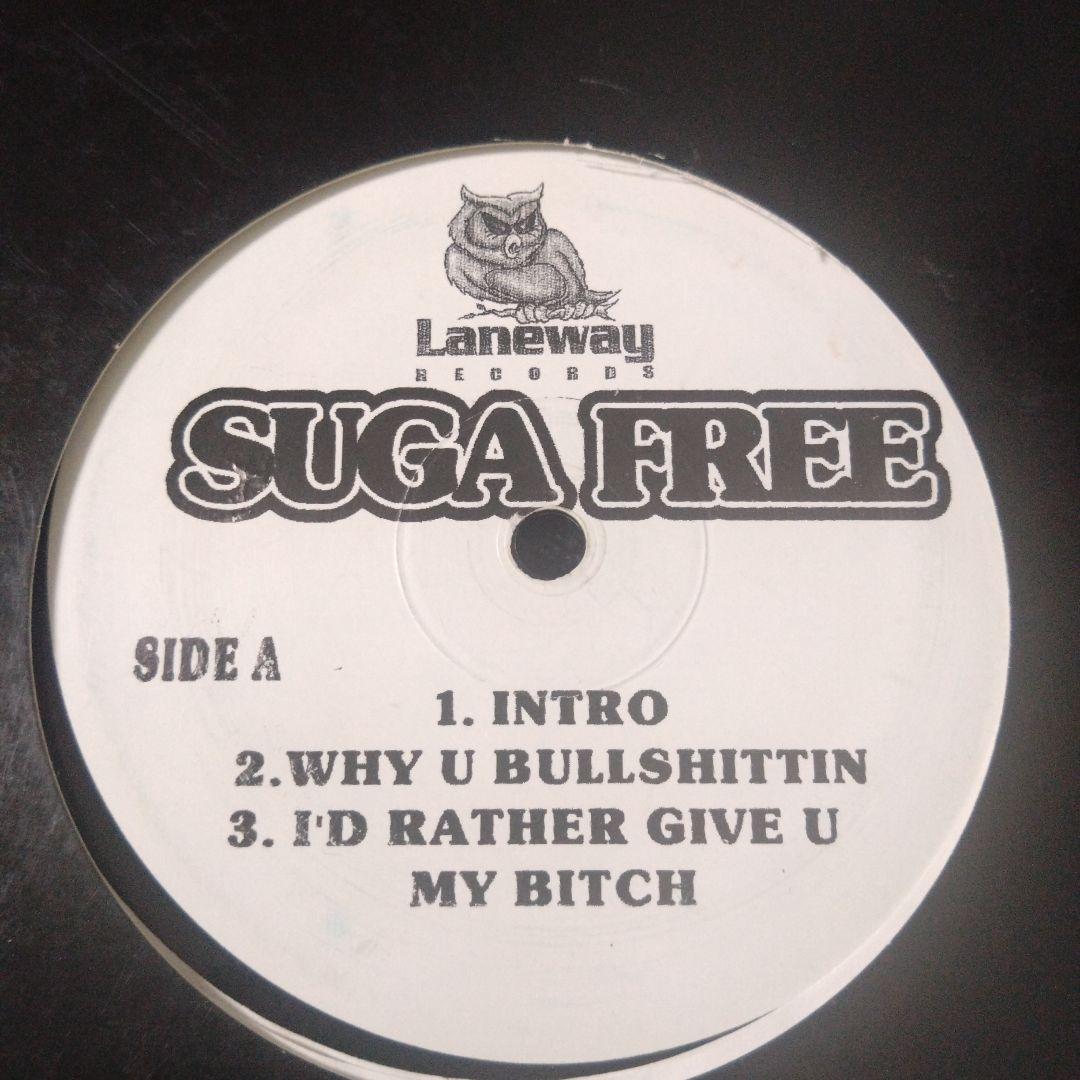 Laneway
RECORDS
SUGA FREE
SIDE A
1. INTRO
2.WHY U BULLSHITTIN
3. I'D RATHER GIVE U
MY BITCH